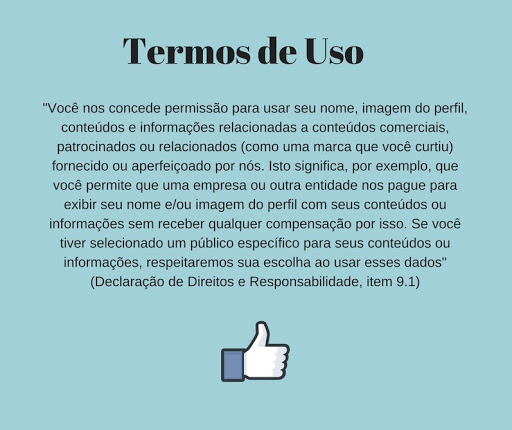 Termos de Uso
"Você nos concede permissão para usar seu nome, imagem do perfil,
conteúdos e informações relacionadas a conteúdos comerciais,
patrocinados ou relacionados (como uma marca que você curtiu)
fornecido ou aperfeiçoado por nós. Isto significa, por exemplo, que
você permite que uma empresa ou outra entidade nos pague para
exibir seu nome e/ou imagem do perfil com seus conteúdos ou
informações sem receber qualquer compensação por isso. Se você
tiver selecionado um público específico para seus conteúdos ou
informações, respeitaremos sua escolha ao usar esses dados"
(Declaração de Direitos e Responsabilidade, item 9.1)